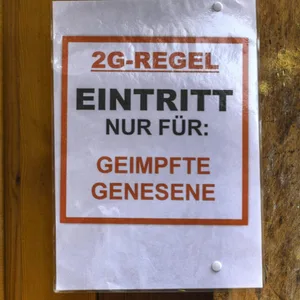 2G-REGEL
EINTRITT
NUR FÜR:
GEIMPFTE
GENESENE